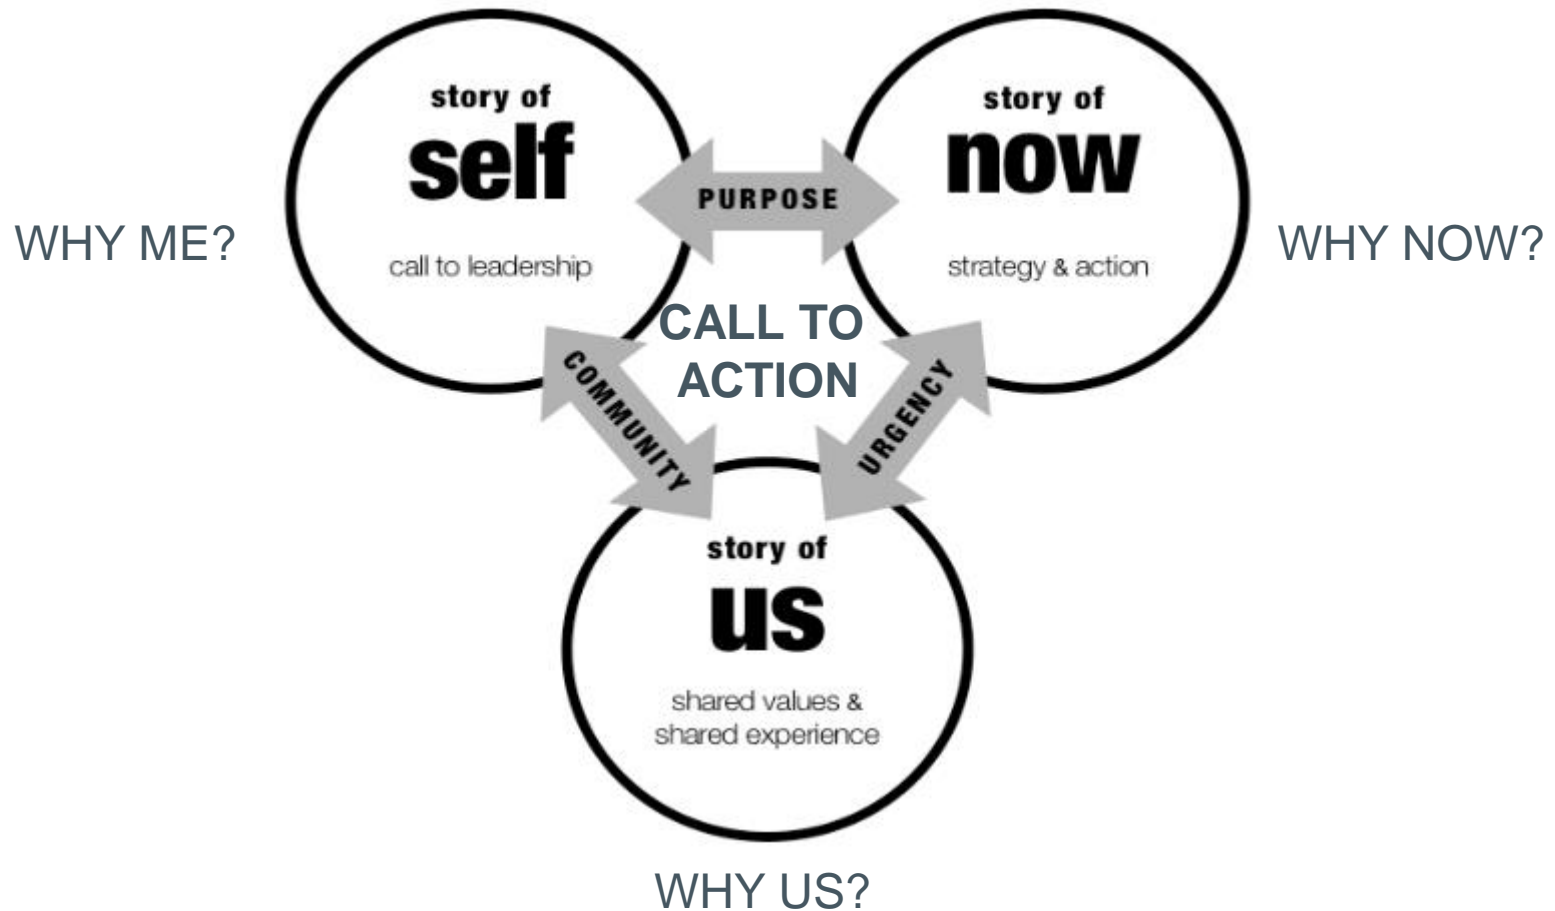 story of
self
call to leadership
WHY ME?
PURPOSE
story of
now
strategy & action
WHY NOW?
CALL TO
ACTION
COMMUNITY
URGENCY
story of
us
shared values &
shared experience
WHY US?